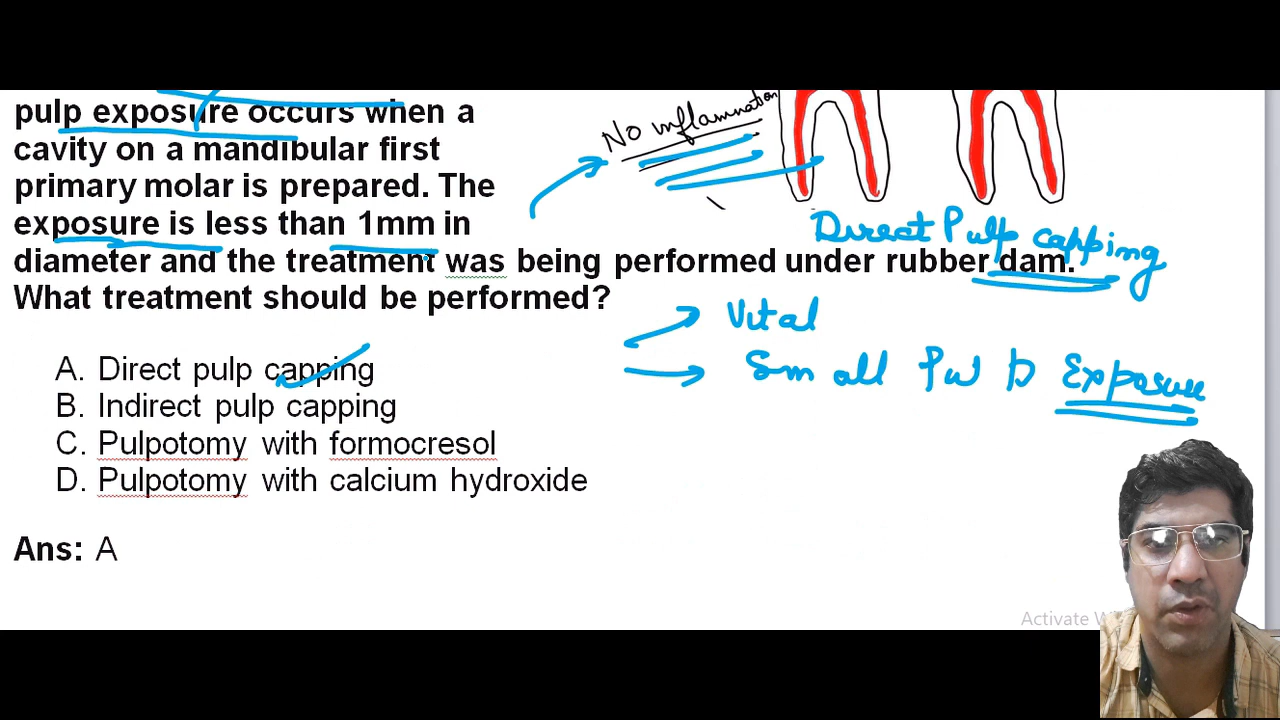 pulp exposure occurs when a
cavity on a mandibular first
primary molar is prepared. The
exposure is less than 1mm in
diameter and the treatment was being performed under rubber dam.
What treatment should be performed?
A. Direct pulp capping
B. Indirect pulp capping
C. Pulpotomy with formocresol
D. Pulpotomy with calcium hydroxide
Ans: A
No inflammation
Direct Pulp capping
Vital
Small Pulp Exposure
Activate